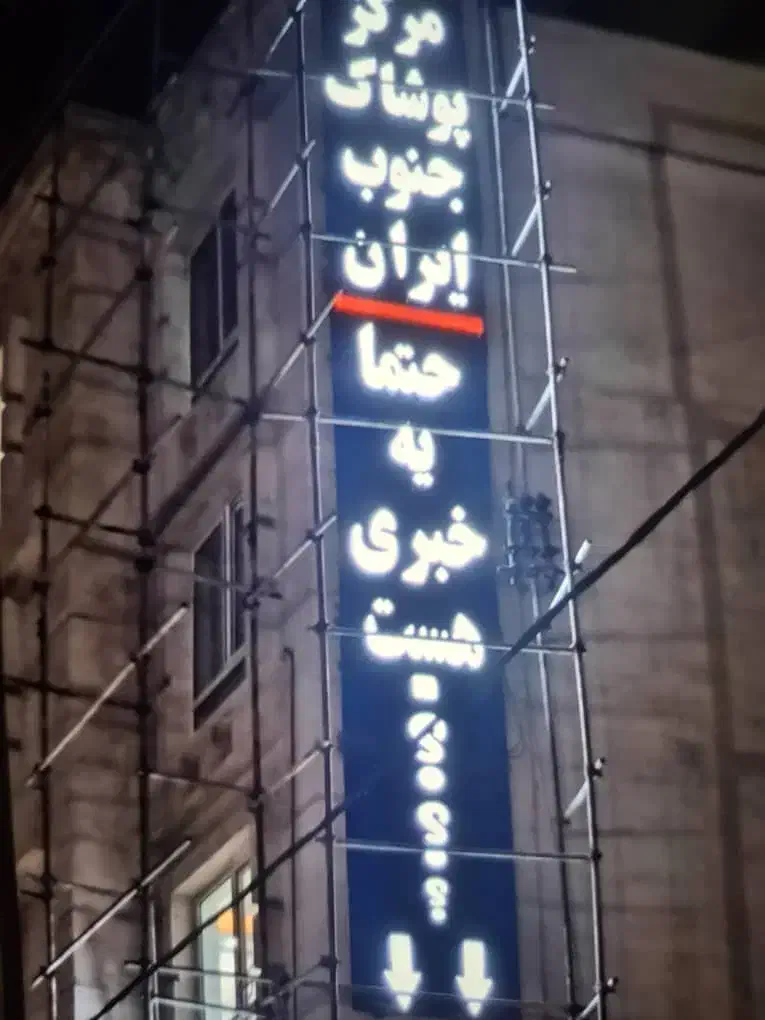 مرکز
پوشاک
جنوب
ایران
حتما
یه
خبری
هست